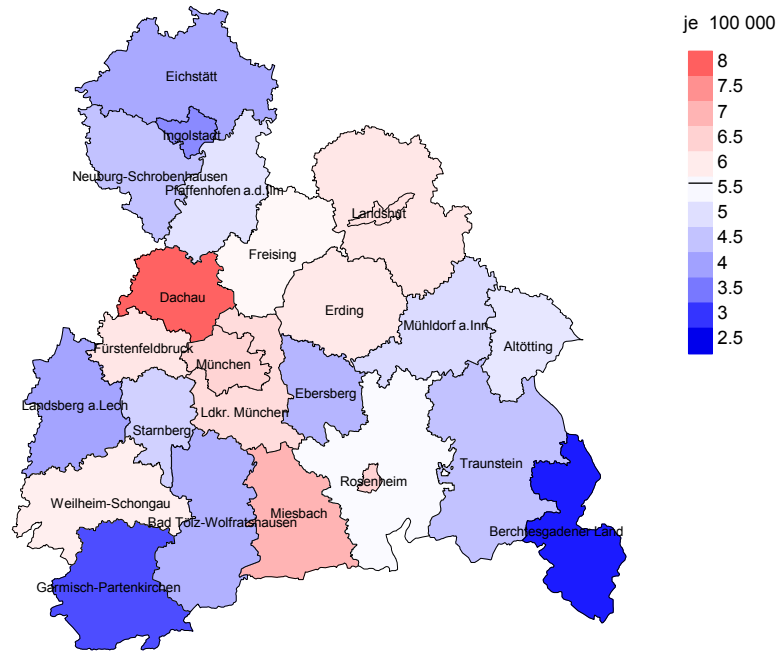 je 100 000
8
7.5
7
6.5
6
5.5
5
4.5
4
3.5
3
2.5
Eichstätt
Ingolstadt
Neuburg-Schrobenhausen
Pfaffenhofen a.d.Ilm
Landshut
Freising
Dachau
Erding
Mühldorf a.Inn
Altötting
Fürstenfeldbruck
München
Ebersberg
Landsberg a.Lech
Ldkr. München
Starnberg
Traunstein
Rosenheim
Weilheim-Schongau
Miesbach
Bad Tölz-Wolfratshausen
Berchtesgadener Land
Garmisch-Partenkirchen